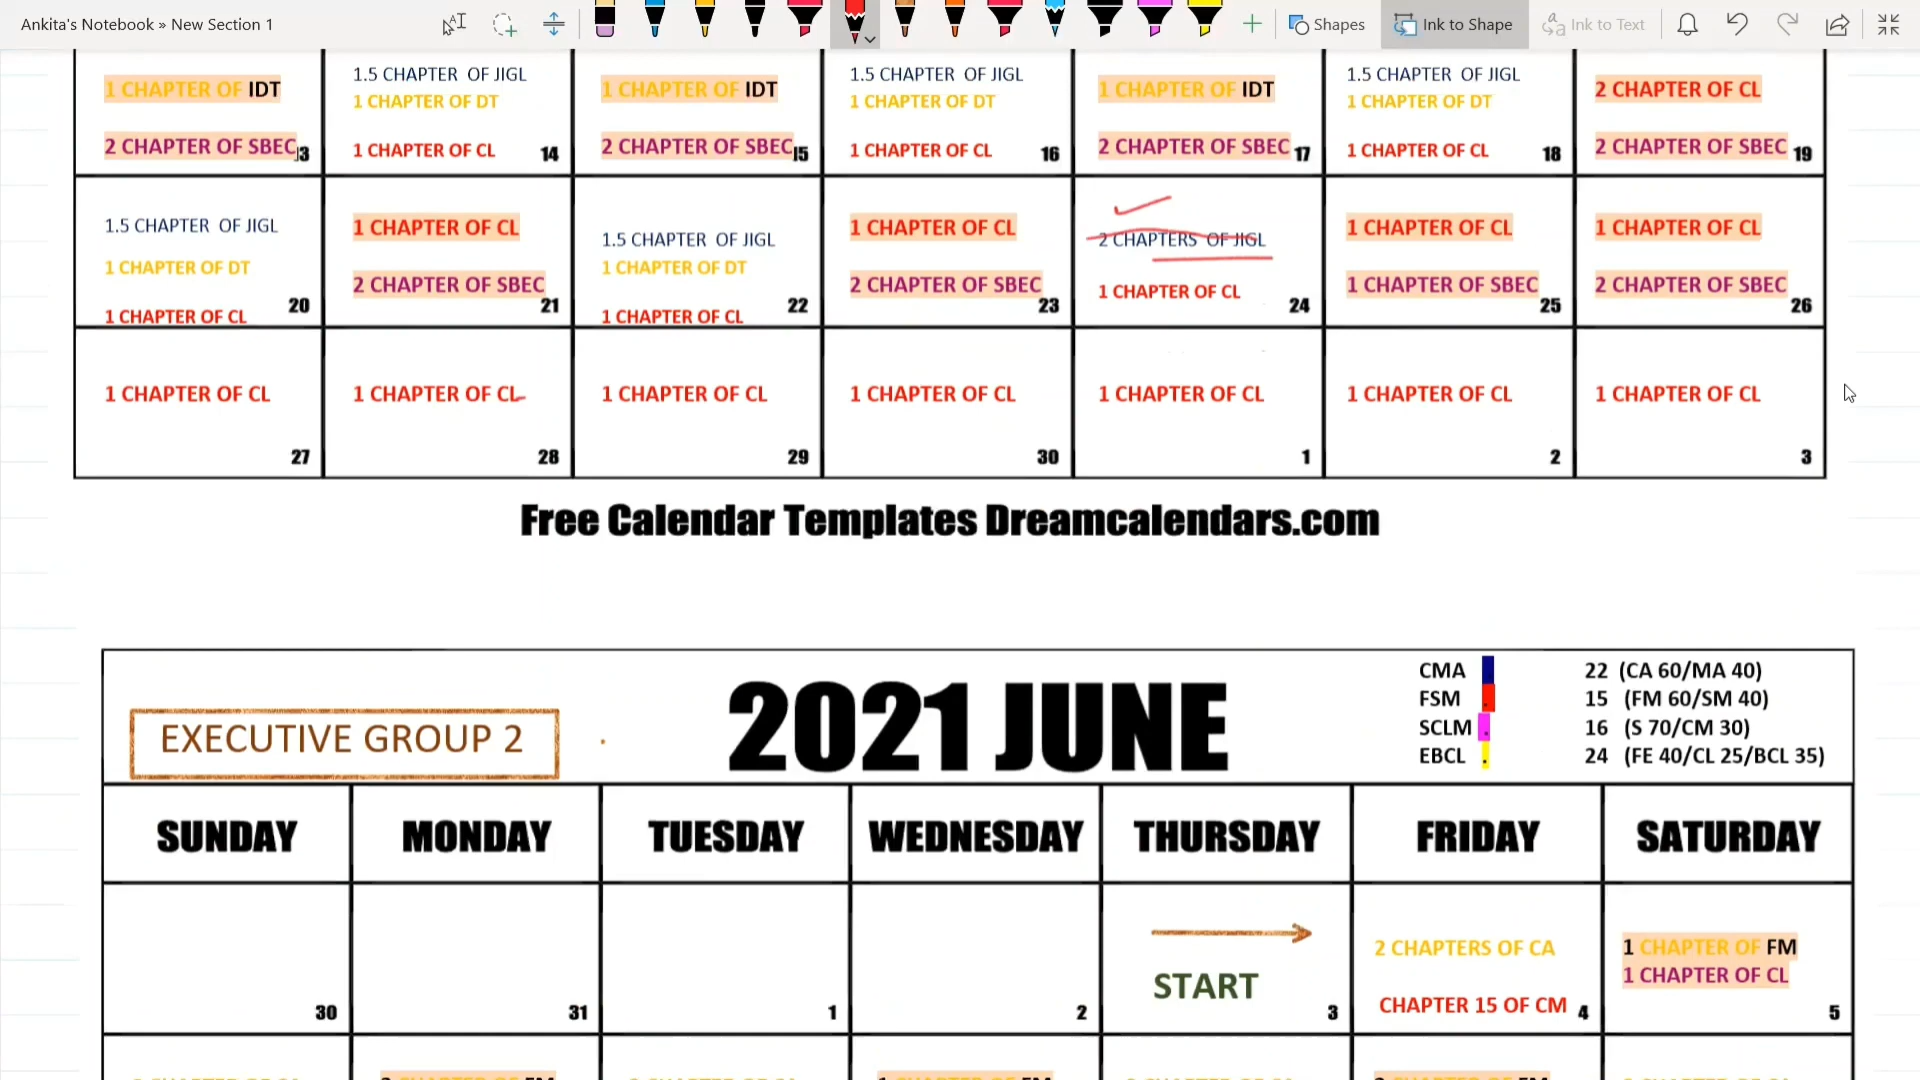 Ankita's Notebook » New Section 1
Shapes
Ink to Shape
Ink to Text
1 CHAPTER OF IDT
2 CHAPTER OF SBEC 13
1.5 CHAPTER OF JIGL
1 CHAPTER OF DT
1 CHAPTER OF CL 14
1 CHAPTER OF IDT
2 CHAPTER OF SBEC 15
1.5 CHAPTER OF JIGL
1 CHAPTER OF DT
1 CHAPTER OF CL 16
1 CHAPTER OF IDT
2 CHAPTER OF SBEC 17
1.5 CHAPTER OF JIGL
1 CHAPTER OF DT
1 CHAPTER OF CL 18
2 CHAPTER OF CL
2 CHAPTER OF SBEC 19
1.5 CHAPTER OF JIGL
1 CHAPTER OF DT
20
1 CHAPTER OF CL
1 CHAPTER OF CL
2 CHAPTER OF SBEC
21
1.5 CHAPTER OF JIGL
1 CHAPTER OF DT
22
1 CHAPTER OF CL
1 CHAPTER OF CL
2 CHAPTER OF SBEC
23
2 CHAPTERS OF JIGL
1 CHAPTER OF CL
24
1 CHAPTER OF CL
1 CHAPTER OF SBEC
25
1 CHAPTER OF CL
2 CHAPTER OF SBEC
26
1 CHAPTER OF CL
27
1 CHAPTER OF CL
28
1 CHAPTER OF CL
29
1 CHAPTER OF CL
30
1 CHAPTER OF CL
1
1 CHAPTER OF CL
2
1 CHAPTER OF CL
3
Free Calendar Templates Dreamcalendars.com
EXECUTIVE GROUP 2
2021 JUNE
CMA 22 (CA 60/MA 40)
FSM 15 (FM 60/SM 40)
SCLM 16 (S 70/CM 30)
EBCL 24 (FE 40/CL 25/BCL 35)
SUNDAY MONDAY TUESDAY WEDNESDAY THURSDAY FRIDAY SATURDAY
30
31
1
2
START
3
2 CHAPTERS OF CA
CHAPTER 15 OF CM 4
1 CHAPTER OF FM
1 CHAPTER OF CL
5